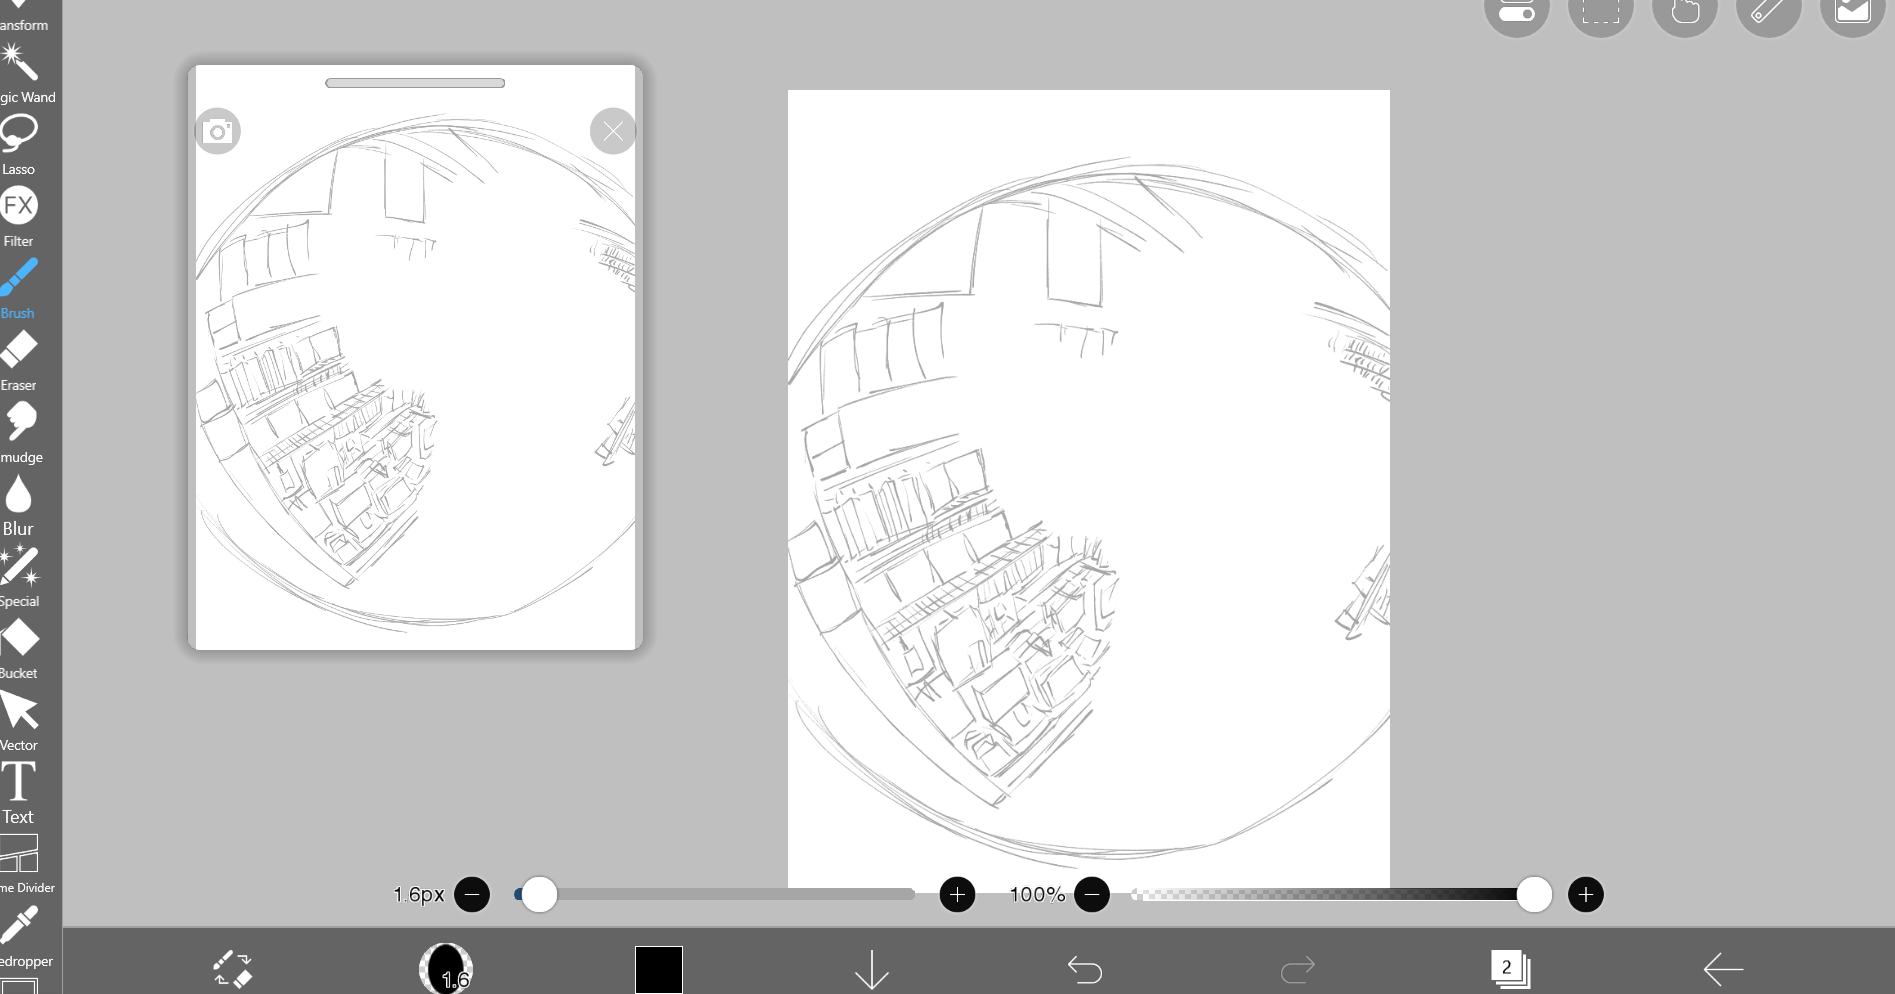 ansform
gic Wand
Lasso
FX
Filter
Brush
Eraser
mudge
Blur
Special
Bucket
Vector
T
Text
me Divider
edropper
1.6px
100%
1.6
2